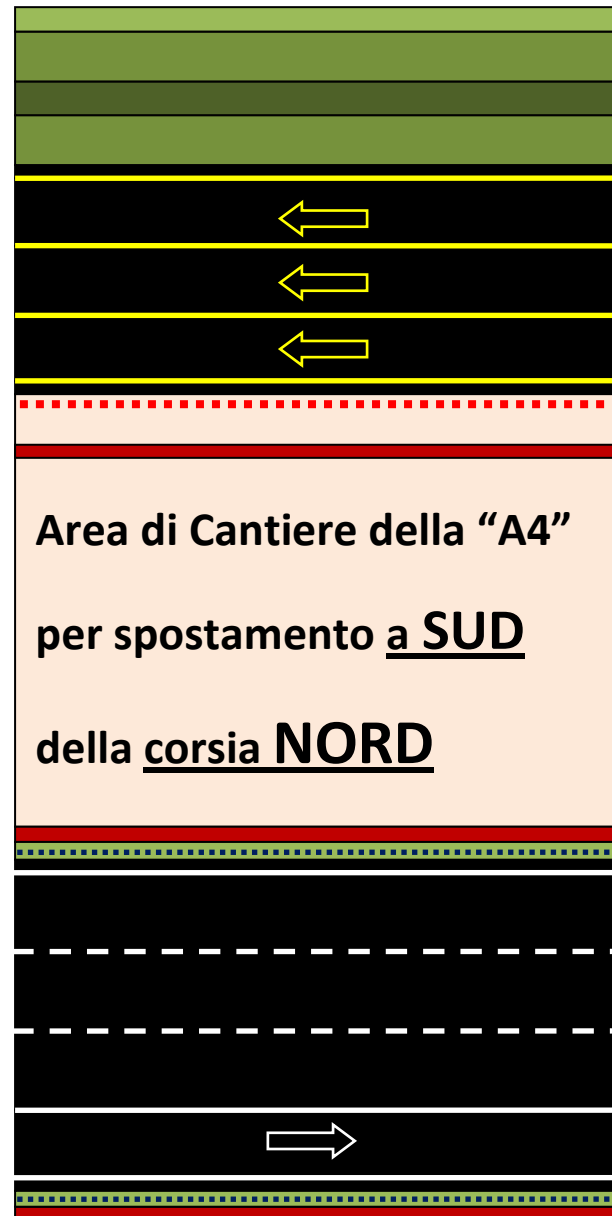 Area di Cantiere della “A4”
per spostamento a SUD
della corsia NORD